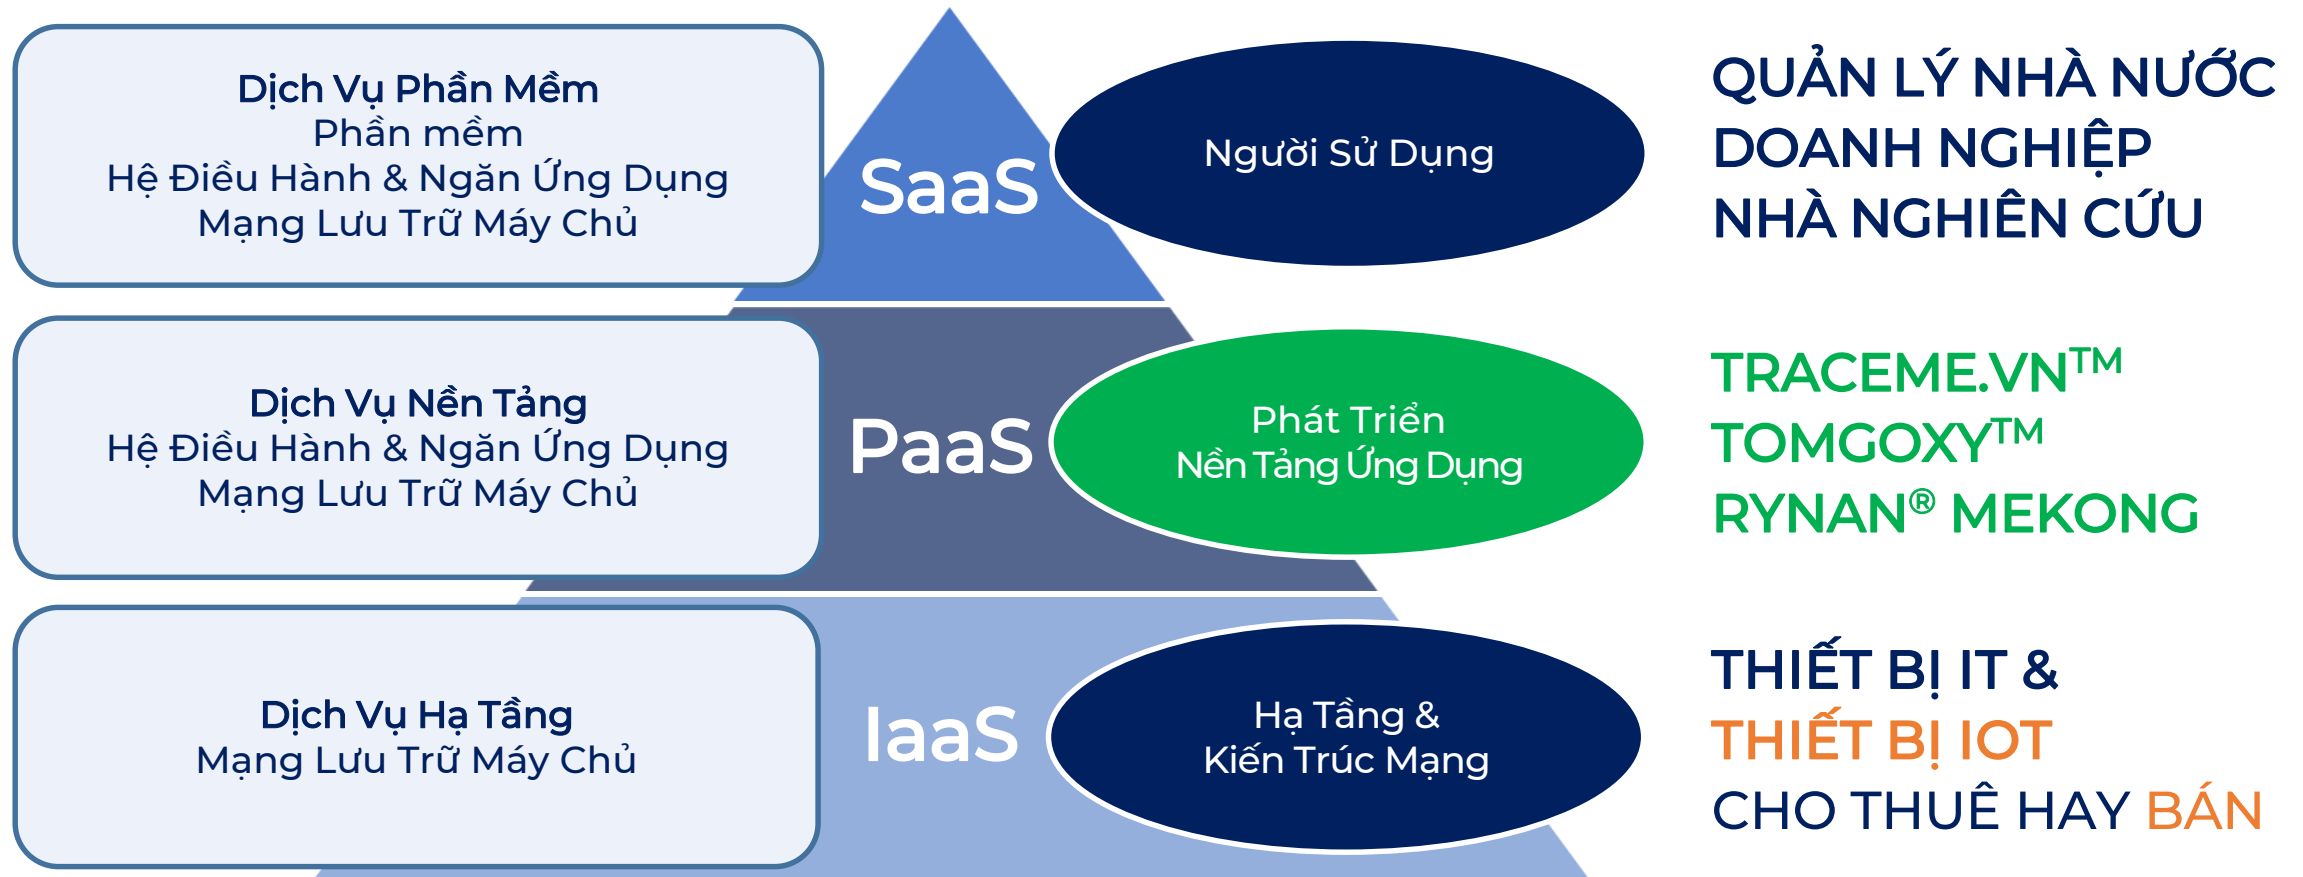 Dịch Vụ Phần Mềm
Phần mềm
Hệ Điều Hành & Ngăn Ứng Dụng
Mạng Lưu Trữ Máy Chủ
SaaS
Người Sử Dụng
QUẢN LÝ NHÀ NƯỚC
DOANH NGHIỆP
NHÀ NGHIÊN CỨU
Dịch Vụ Nền Tảng
Hệ Điều Hành & Ngăn Ứng Dụng
Mạng Lưu Trữ Máy Chủ
PaaS
Phát Triển
Nền Tảng Ứng Dụng
TRACEME.VN™
TOMGOXY™
RYNAN® MEKONG
Dịch Vụ Hạ Tầng
Mạng Lưu Trữ Máy Chủ
IaaS
Hạ Tầng &
Kiến Trúc Mạng
THIẾT BỊ IT &
THIẾT BỊ IOT
CHO THUÊ HAY BÁN